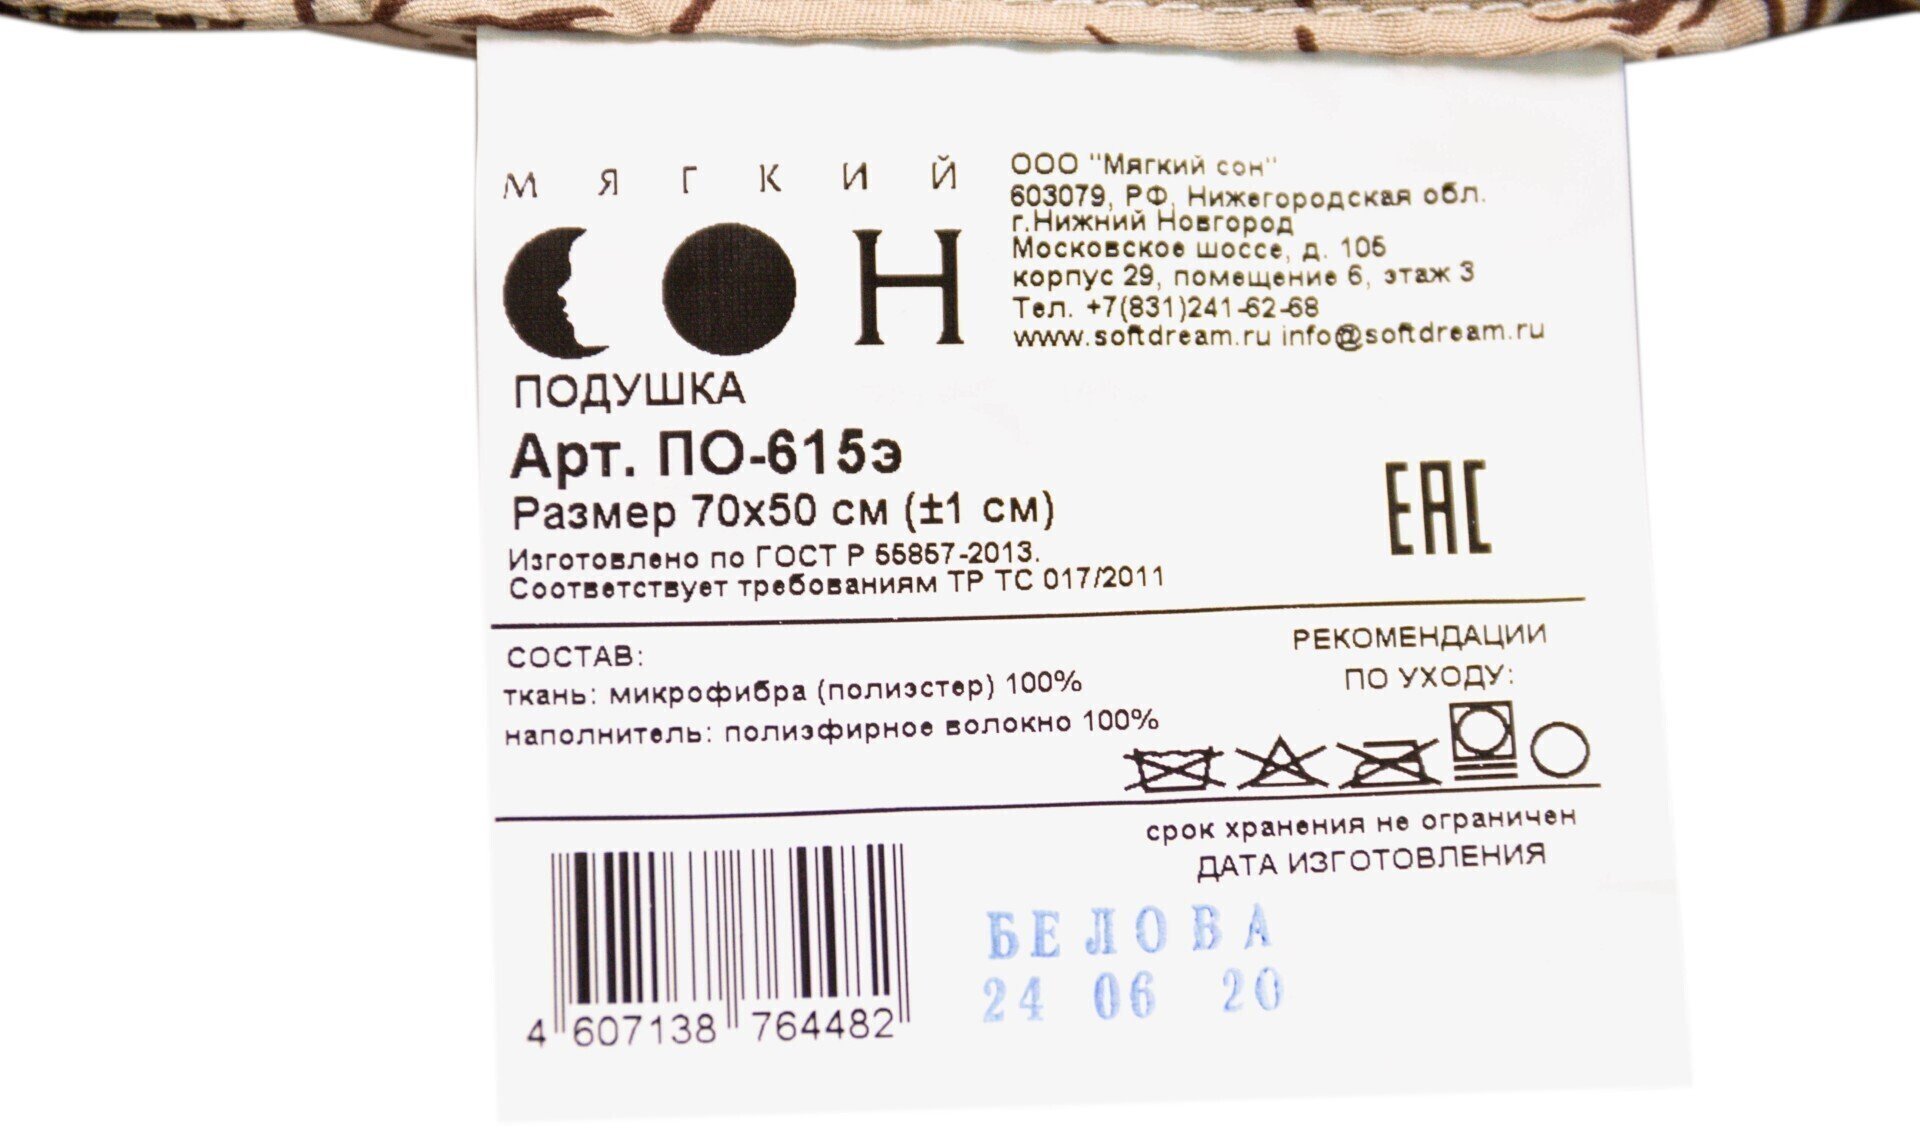 МЯГКИЙ
СОН
ООО "Мягкий сон"
603079, РФ, Нижегородская обл.
г.Нижний Новгород
Московское шоссе, д. 105
корпус 29, помещение 6, этаж 3
Тел. +7(831)241-62-68
www.softdream.ru info@softdream.ru
ПОДУШКА
Арт. ПО-615э
Размер 70x50 см (±1 см)
Изготовлено по ГОСТ Р 55857-2013.
Соответствует требованиям ТР ТС 017/2011
ЕАС
СОСТАВ:
ткань: микрофибра (полиэстер) 100%
наполнитель: полиэфирное волокно 100%
РЕКОМЕНДАЦИИ
ПО УХОДУ:
срок хранения не ограничен
ДАТА ИЗГОТОВЛЕНИЯ
БЕЛОВА
24 06 20
4 607138 764482